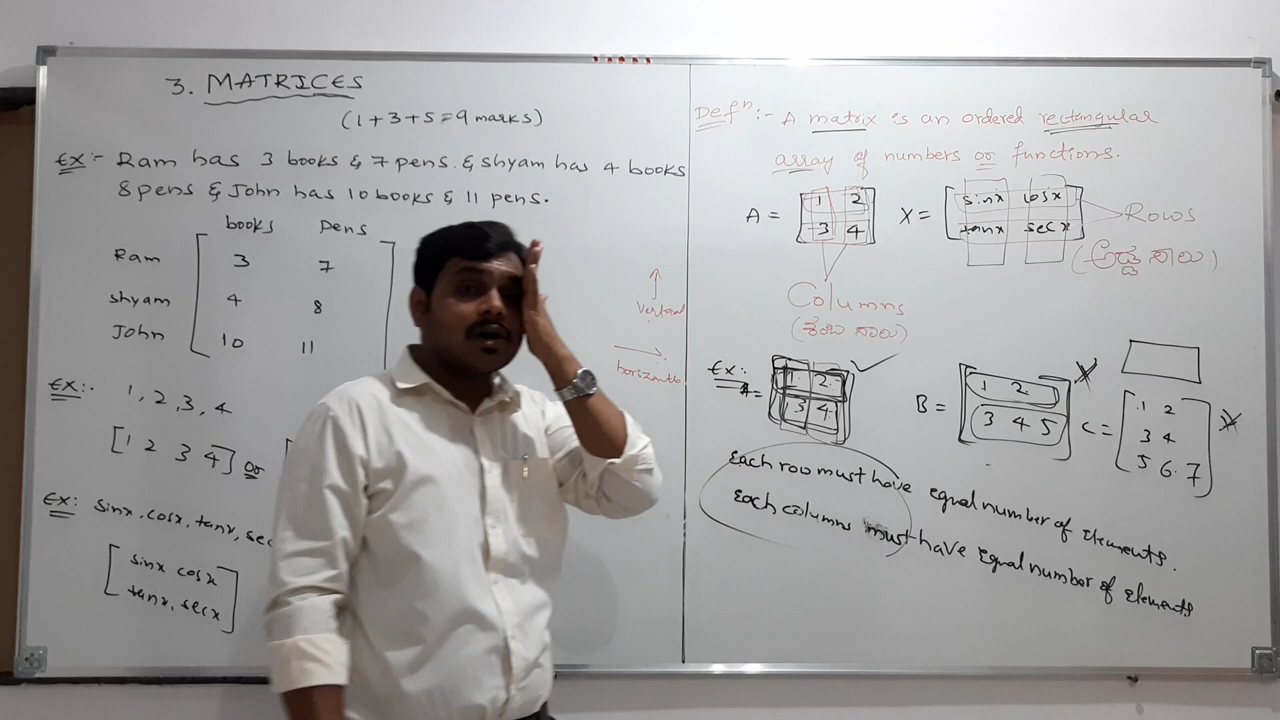 3. MATRICES
(1+3+5=9 marks)
Ex:- Ram has 3 books & 7 pens. & shyam has 4 books
8 pens & John has 10 books & 11 pens.
books pens
Ram 3 7
shyam 4 8
John 10 11
Ex:- 1, 2, 3, 4
[1 2 3 4] or [
Ex: sinx, cosx, tanx, sec
[sinx cosx
tanx, secx]
vertical
horizontal
Defⁿ:- A matrix is an ordered rectangular
array of numbers or functions.
A = [1 2
3 4]
X = [sinx cosx
tanx secx]
Rows
(ಅಡ್ಡ ಸಾಲು)
Columns
(ಕಂಬ ಸಾಲು)
Ex:
A = [1 2
3 4]
B = [1 2
3 4 5]
C = [1 2
3 4
5 6 7]
Each row must have equal number of elements.
Each columns must have equal number of elements